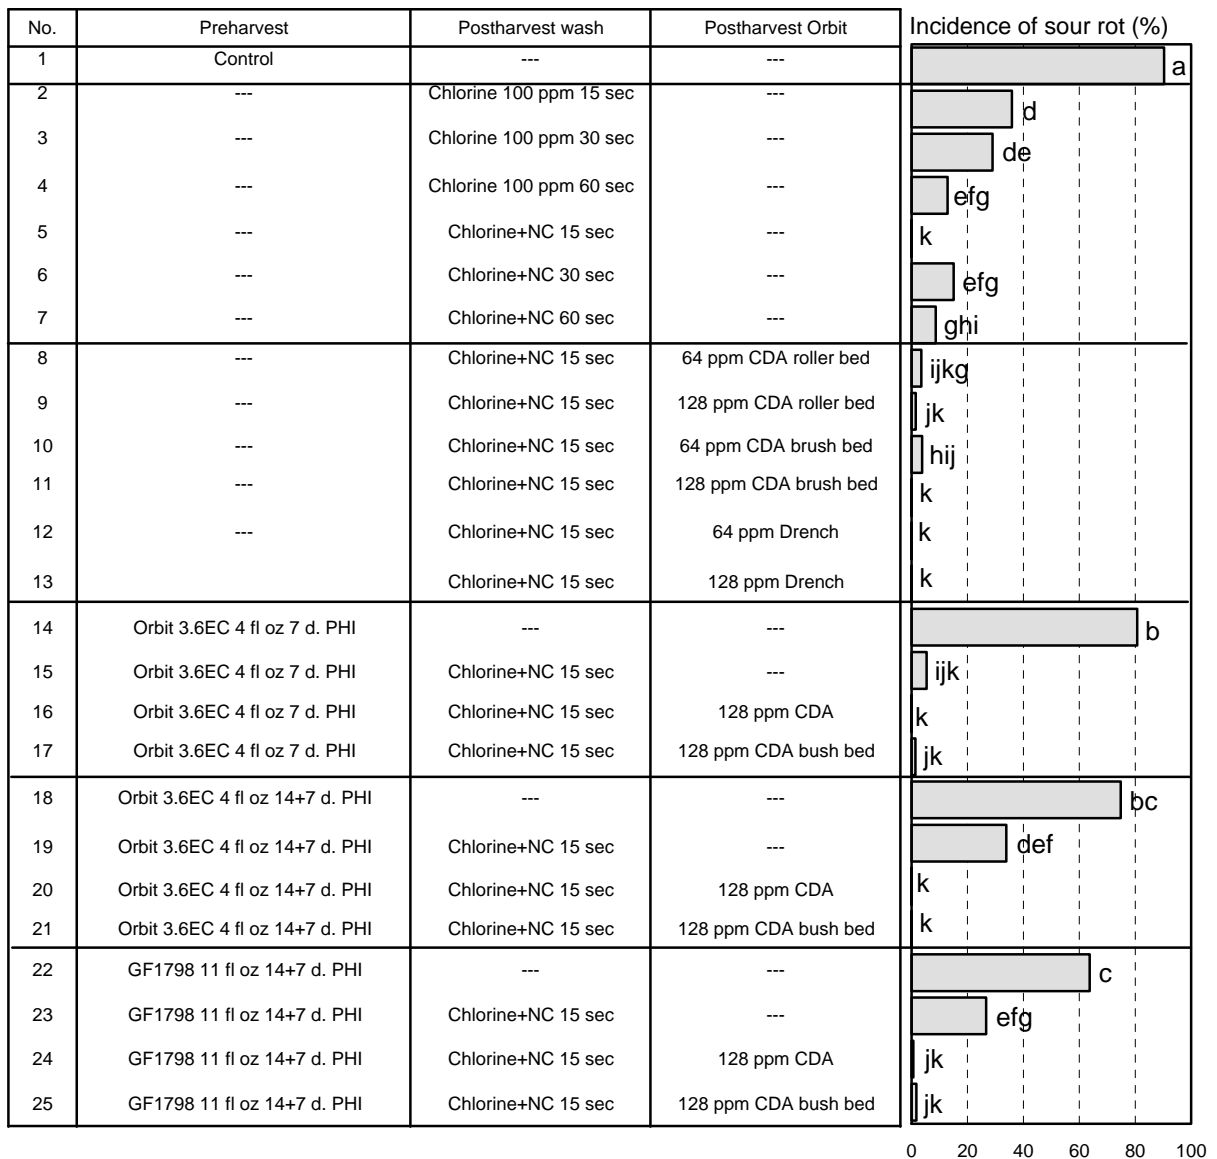 No. Preharvest Postharvest wash Postharvest Orbit Incidence of sour rot (%)
1 Control --- --- a
2 --- Chlorine 100 ppm 15 sec --- d
3 --- Chlorine 100 ppm 30 sec --- de
4 --- Chlorine 100 ppm 60 sec --- efg
5 --- Chlorine+NC 15 sec --- k
6 --- Chlorine+NC 30 sec --- efg
7 --- Chlorine+NC 60 sec --- ghi
8 --- Chlorine+NC 15 sec 64 ppm CDA roller bed ijkg
9 --- Chlorine+NC 15 sec 128 ppm CDA roller bed jk
10 --- Chlorine+NC 15 sec 64 ppm CDA brush bed hij
11 --- Chlorine+NC 15 sec 128 ppm CDA brush bed k
12 --- Chlorine+NC 15 sec 64 ppm Drench k
13 Chlorine+NC 15 sec 128 ppm Drench k
14 Orbit 3.6EC 4 fl oz 7 d. PHI --- --- b
15 Orbit 3.6EC 4 fl oz 7 d. PHI Chlorine+NC 15 sec --- ijk
16 Orbit 3.6EC 4 fl oz 7 d. PHI Chlorine+NC 15 sec 128 ppm CDA k
17 Orbit 3.6EC 4 fl oz 7 d. PHI Chlorine+NC 15 sec 128 ppm CDA bush bed jk
18 Orbit 3.6EC 4 fl oz 14+7 d. PHI --- --- bc
19 Orbit 3.6EC 4 fl oz 14+7 d. PHI Chlorine+NC 15 sec --- def
20 Orbit 3.6EC 4 fl oz 14+7 d. PHI Chlorine+NC 15 sec 128 ppm CDA k
21 Orbit 3.6EC 4 fl oz 14+7 d. PHI Chlorine+NC 15 sec 128 ppm CDA bush bed k
22 GF1798 11 fl oz 14+7 d. PHI --- --- c
23 GF1798 11 fl oz 14+7 d. PHI Chlorine+NC 15 sec --- efg
24 GF1798 11 fl oz 14+7 d. PHI Chlorine+NC 15 sec 128 ppm CDA jk
25 GF1798 11 fl oz 14+7 d. PHI Chlorine+NC 15 sec 128 ppm CDA bush bed jk
0 20 40 60 80 100